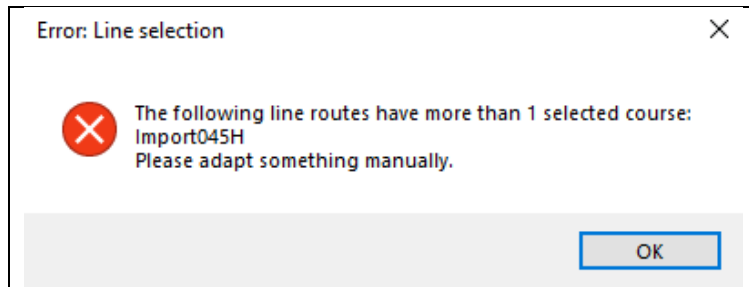 Error: Line selection
The following line routes have more than 1 selected course:
Import045H
Please adapt something manually.
OK